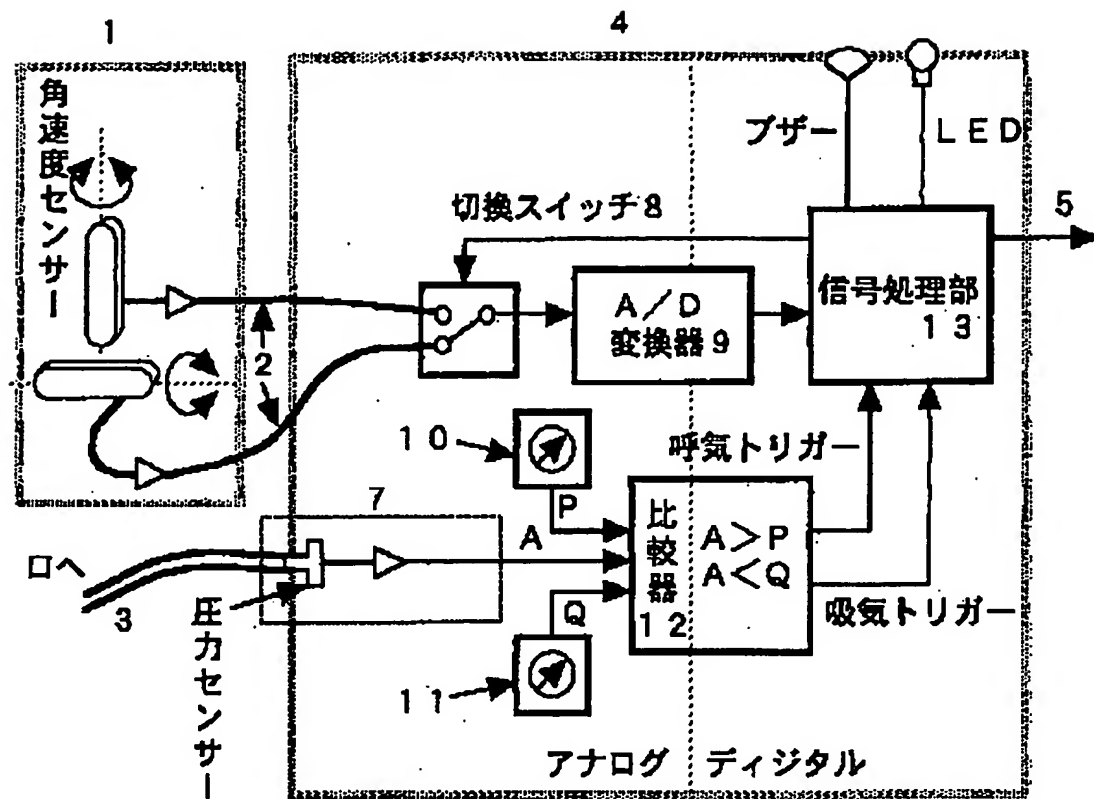 1
4
角速度センサー
ブザー
LED
切換スイッチ8
5
2
A/D
変換器9
信号処理部
13
10
P
呼気トリガー
7
A
比較器
12
A>P
A<Q
口へ
3
圧力センサー
Q
吸気トリガー
11
アナログ
ディジタル